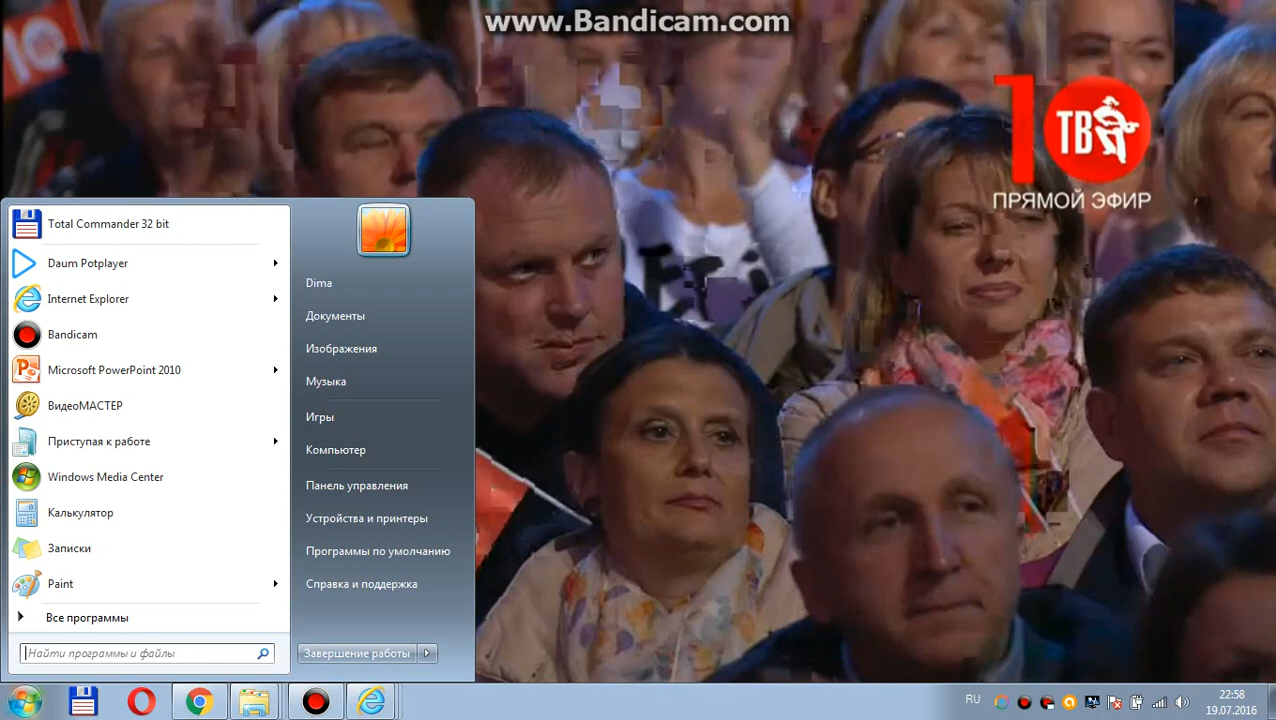 www.Bandicam.com
10
ТВ
ПРЯМОЙ ЭФИР
Total Commander 32 bit
Daum Potplayer
Internet Explorer
Bandicam
Microsoft PowerPoint 2010
ВидеоМАСТЕР
Приступая к работе
Windows Media Center
Калькулятор
Записки
Paint
Все программы
Найти программы и файлы
Dima
Документы
Изображения
Музыка
Игры
Компьютер
Панель управления
Устройства и принтеры
Программы по умолчанию
Справка и поддержка
Завершение работы
RU
22:58
19.07.2016